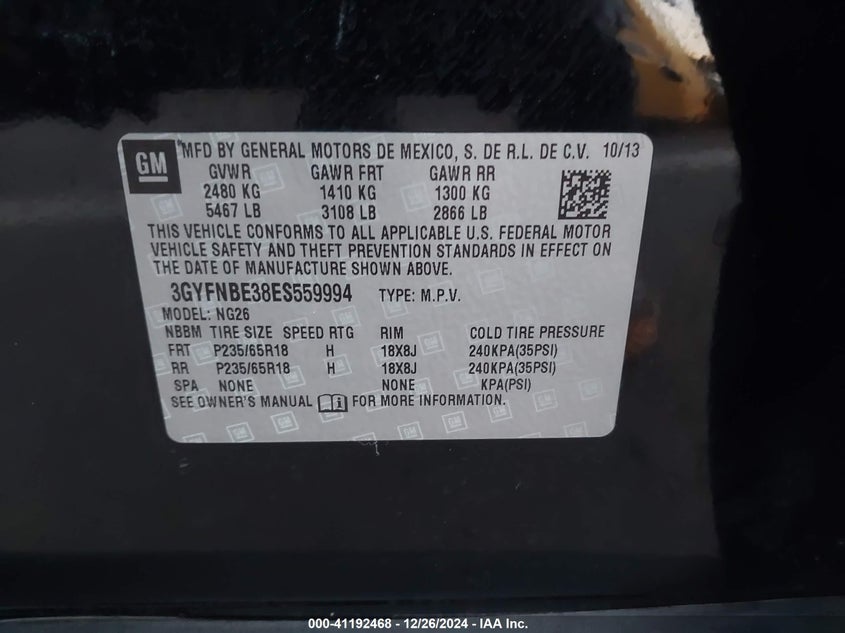 GM
MFD BY GENERAL MOTORS DE MEXICO, S. DE R.L. DE C.V. 10/13
GVWR GAWR FRT GAWR RR
2480 KG 1410 KG 1300 KG
5467 LB 3108 LB 2866 LB
THIS VEHICLE CONFORMS TO ALL APPLICABLE U.S. FEDERAL MOTOR
VEHICLE SAFETY AND THEFT PREVENTION STANDARDS IN EFFECT ON
THE DATE OF MANUFACTURE SHOWN ABOVE.
3GYFNBE38ES559994 TYPE: M.P.V.
MODEL: NG26
NBBM TIRE SIZE SPEED RTG RIM COLD TIRE PRESSURE
FRT P235/65R18 H 18X8J 240KPA(35PSI)
RR P235/65R18 H 18X8J 240KPA(35PSI)
SPA NONE NONE KPA(PSI)
SEE OWNER'S MANUAL FOR MORE INFORMATION.
000-41192468 - 12/26/2024 - IAA Inc.